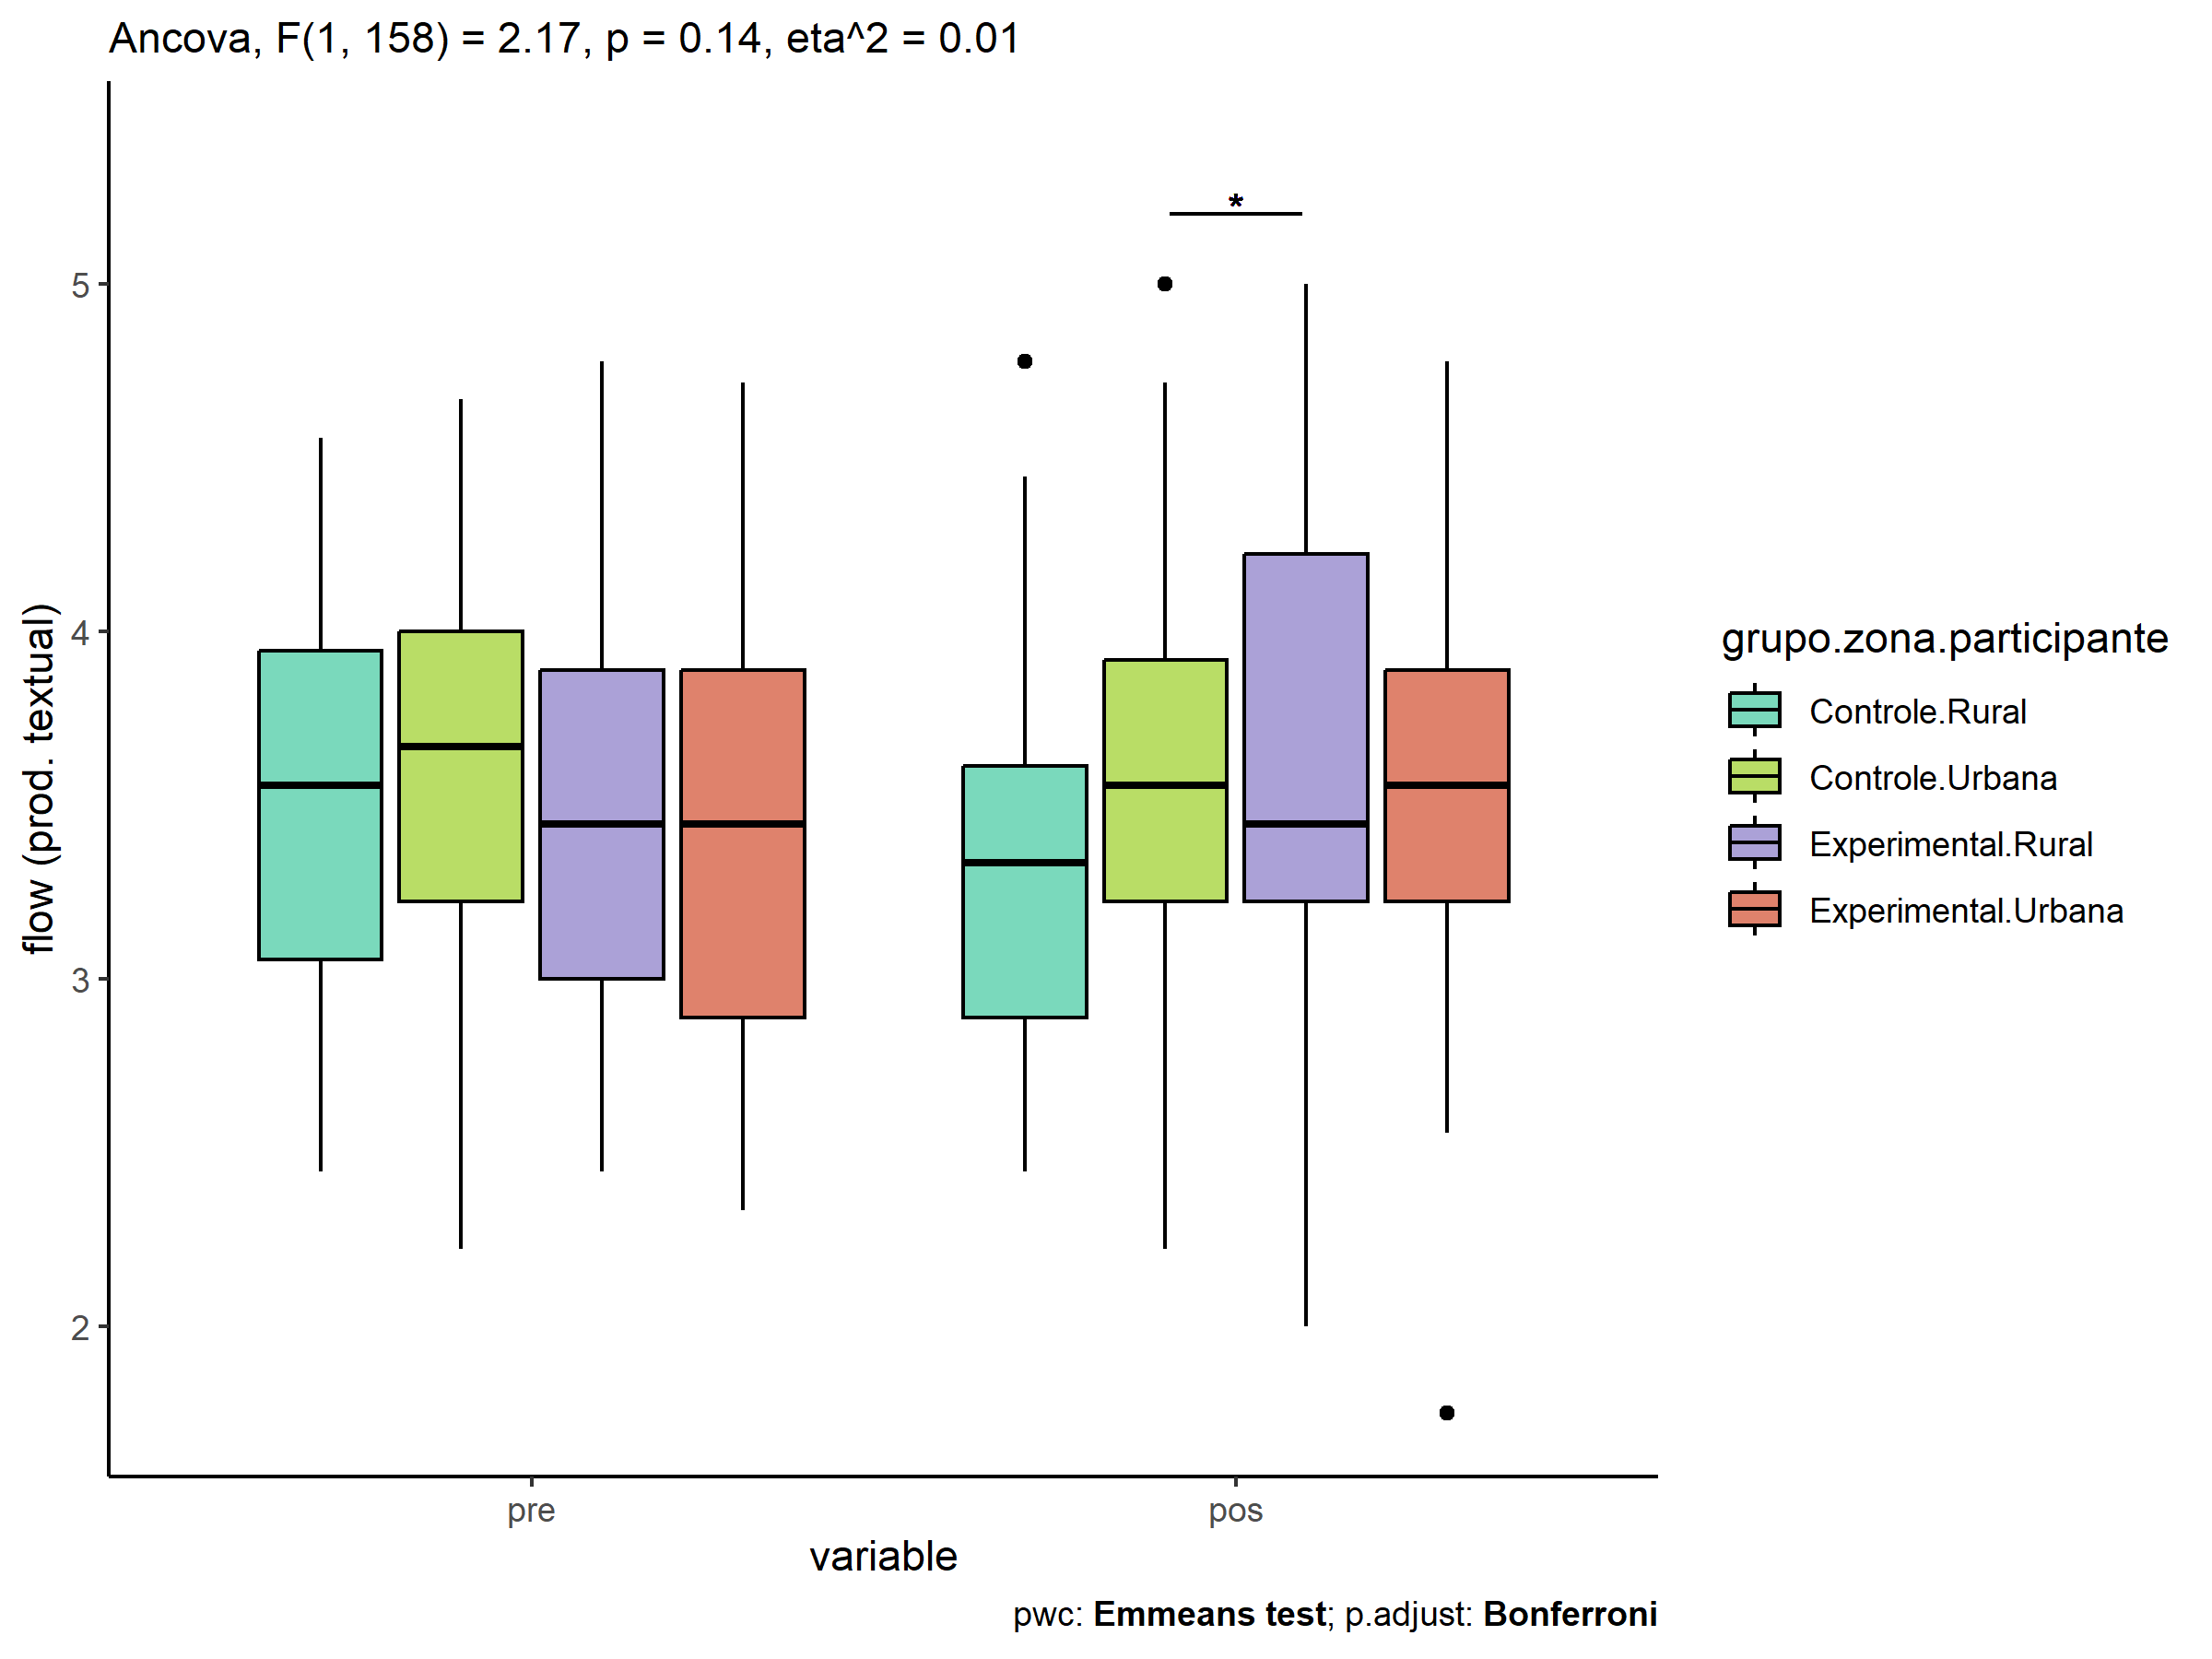 Ancova, F(1, 158) = 2.17, p = 0.14, eta^2 = 0.01
*
5
4
3
2
flow (prod. textual)
pre
pos
variable
pwc: Emmeans test; p.adjust: Bonferroni
grupo.zona.participante
Controle.Rural
Controle.Urbana
Experimental.Rural
Experimental.Urbana